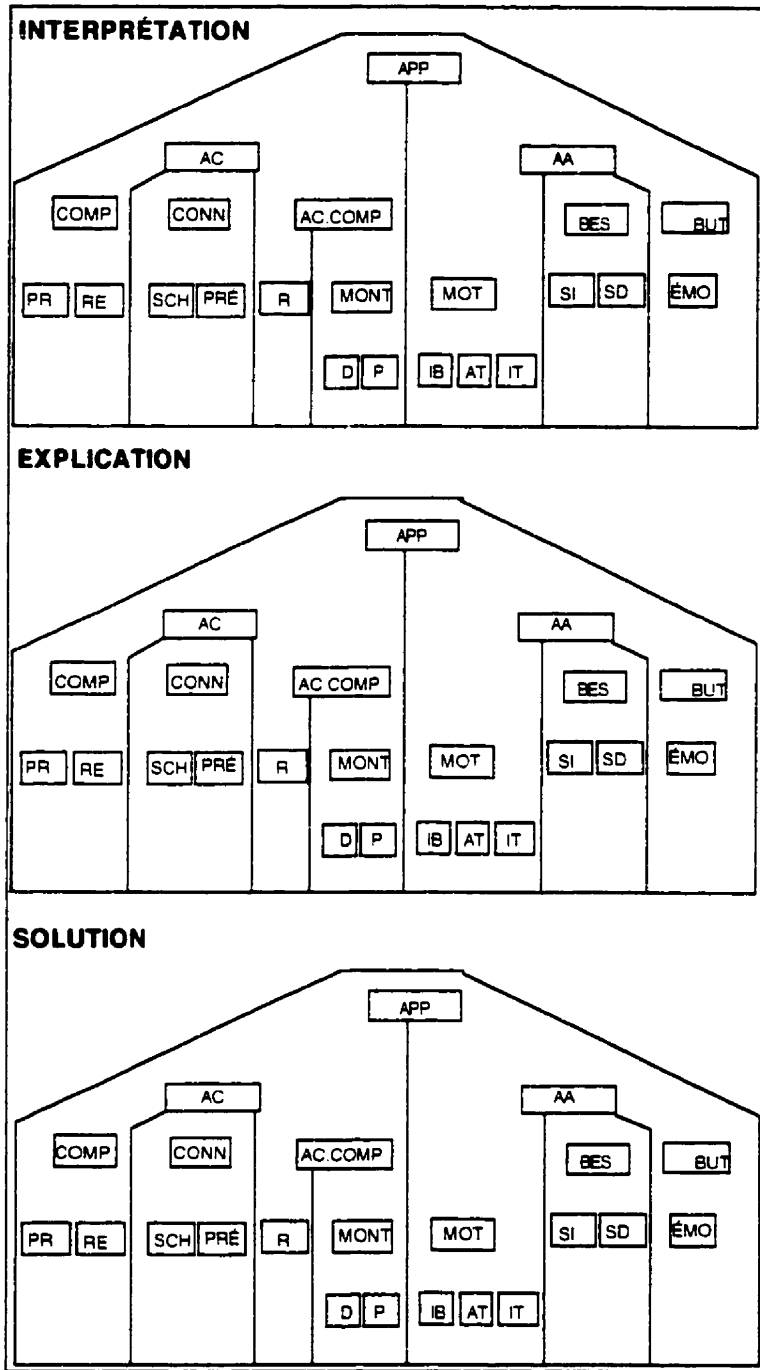 INTERPRÉTATION
APP
AC AA
COMP CONN AC.COMP BES BUT
PR RE SCH PRÉ R MONT MOT SI SD ÉMO
D P IB AT IT
EXPLICATION
APP
AC AA
COMP CONN AC COMP BES BUT
PR RE SCH PRÉ R MONT MOT SI SD ÉMO
D P IB AT IT
SOLUTION
APP
AC AA
COMP CONN AC.COMP BES BUT
PR RE SCH PRÉ R MONT MOT SI SD ÉMO
D P IB AT IT